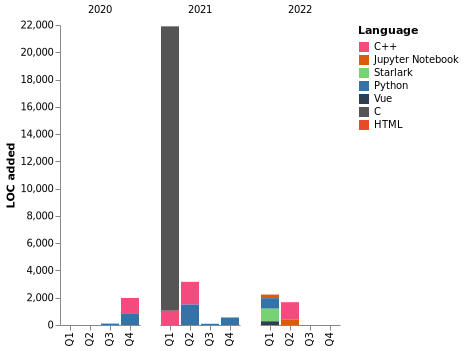 2020 2021 2022
Language
C++
Jupyter Notebook
Starlark
Python
Vue
C
HTML
LOC added
22,000
20,000
18,000
16,000
14,000
12,000
10,000
8,000
6,000
4,000
2,000
0
Q1 Q2 Q3 Q4 Q1 Q2 Q3 Q4 Q1 Q2 Q3 Q4